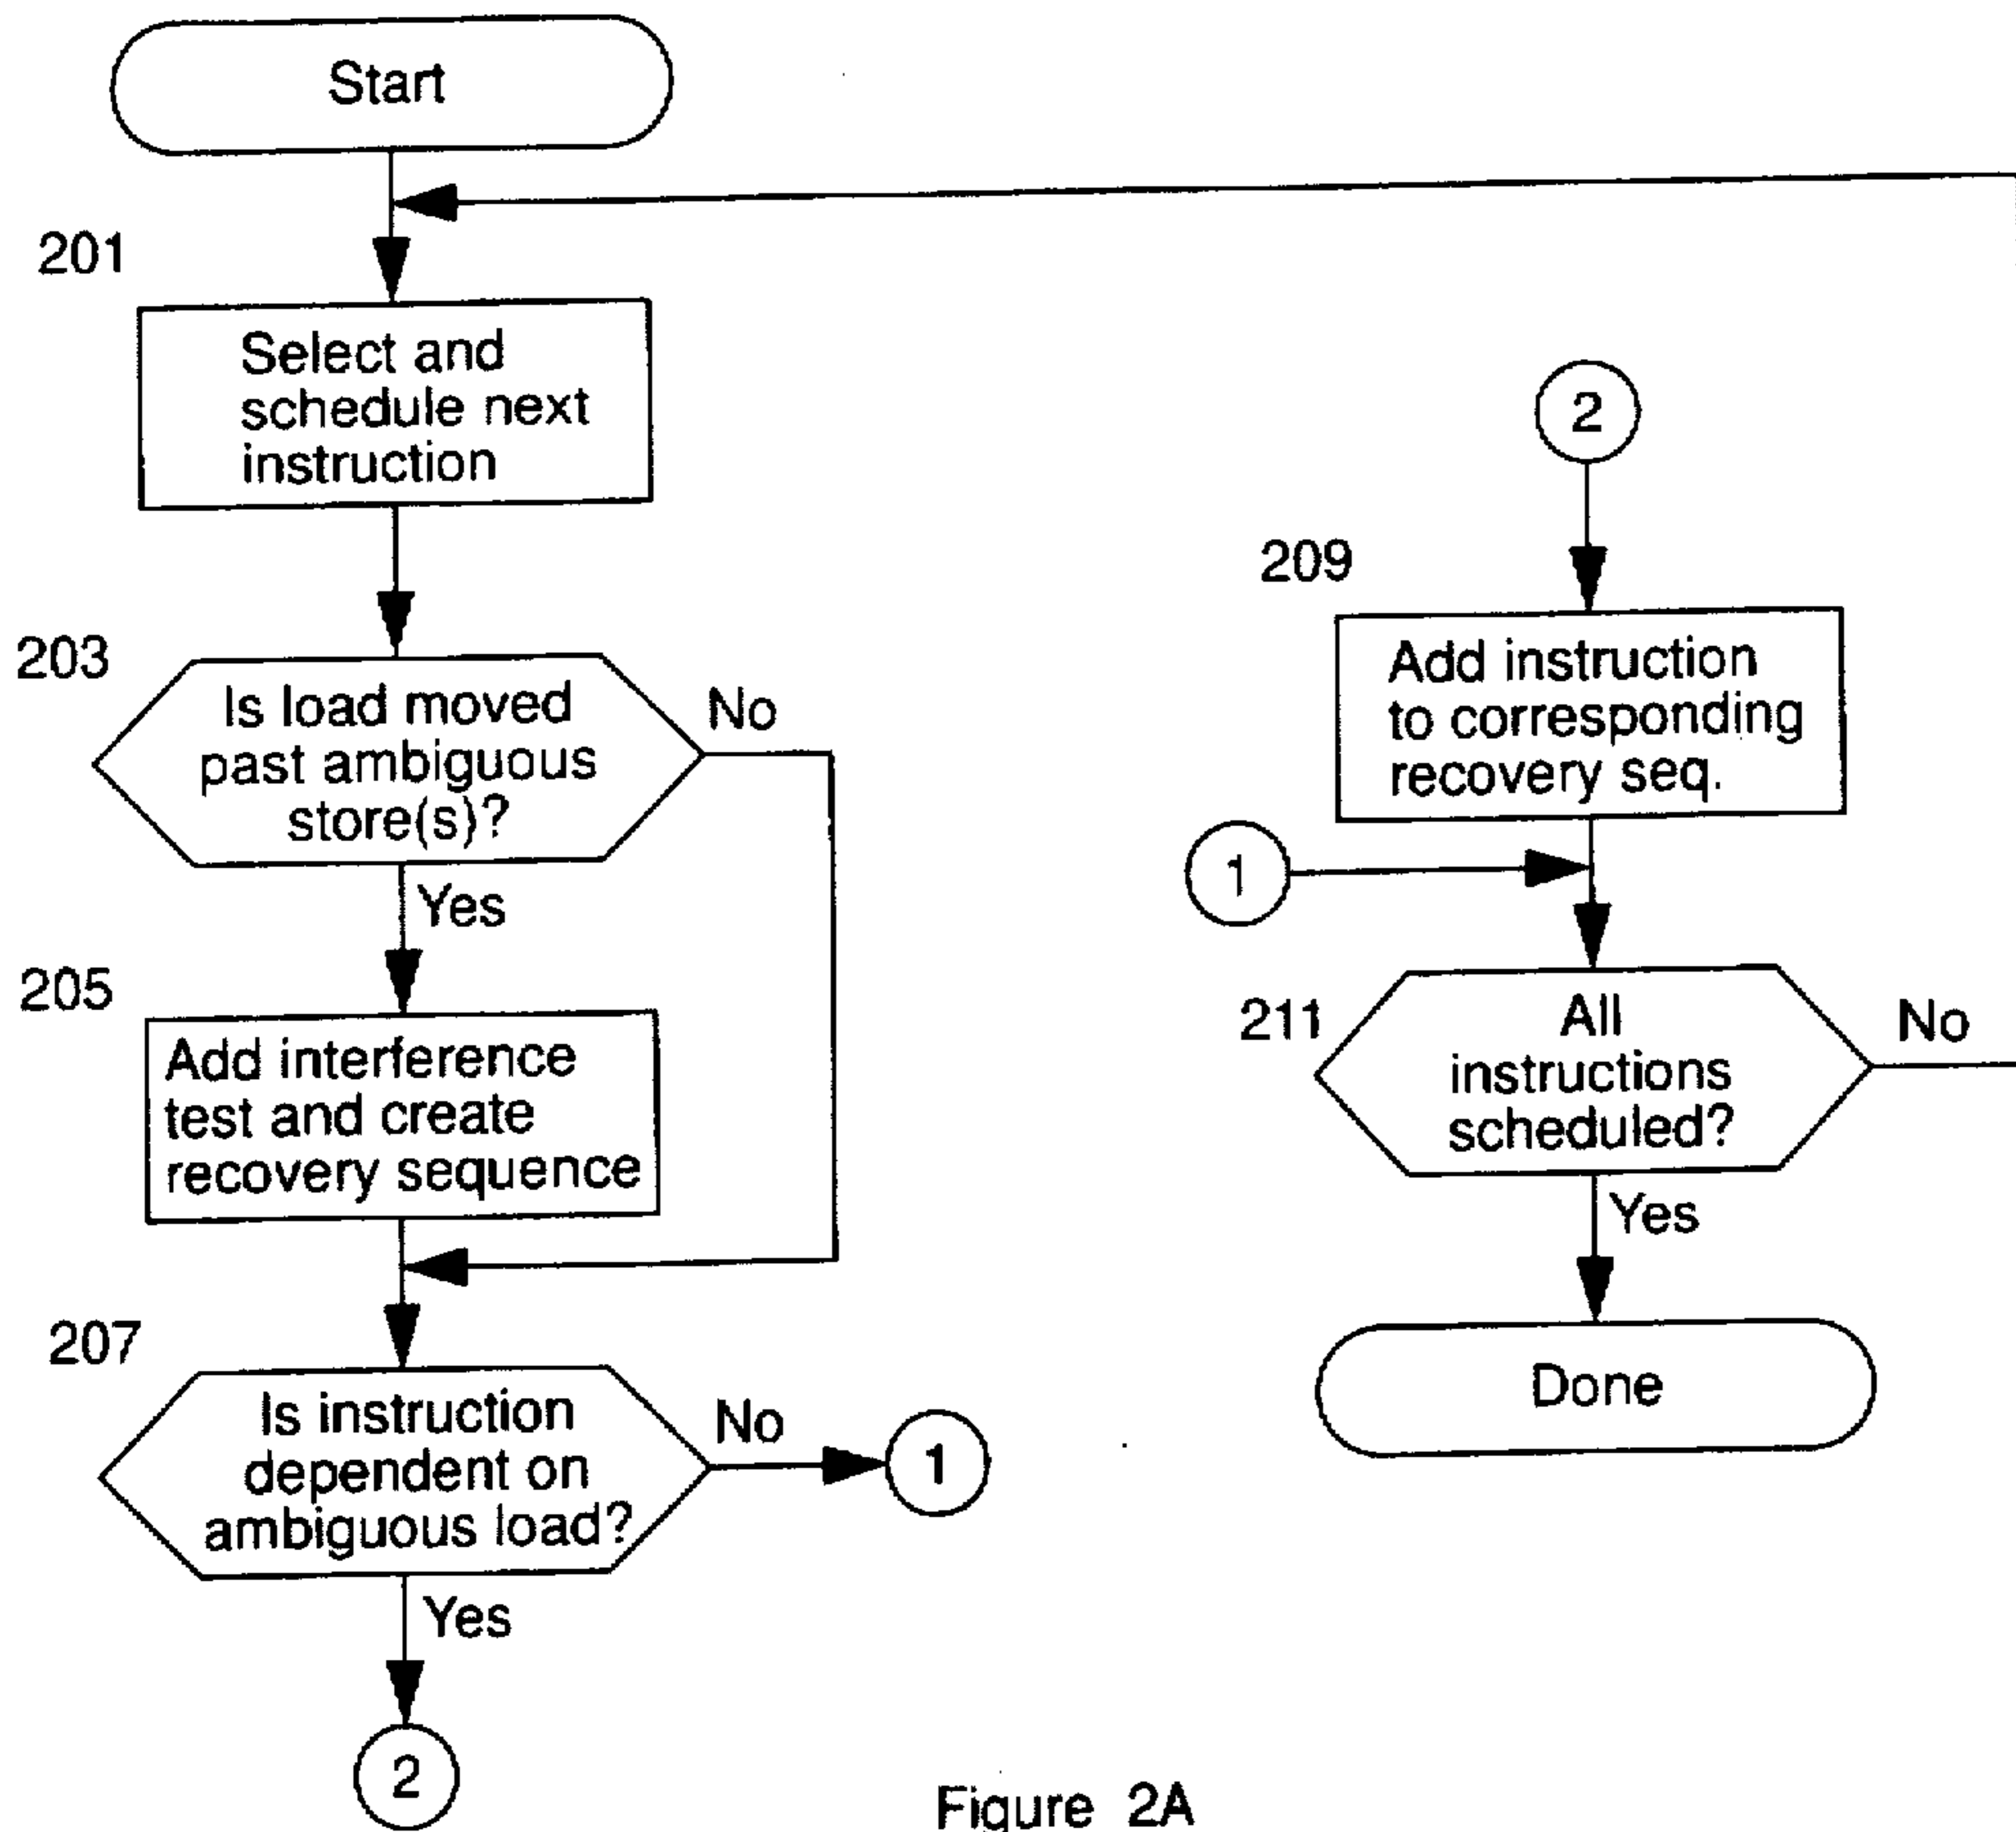 Start
201
Select and
schedule next
instruction
203
Is load moved
past ambiguous
store(s)?
No
Yes
205
Add interference
test and create
recovery sequence
207
Is instruction
dependent on
ambiguous load?
No
1
Yes
2
2
209
Add instruction
to corresponding
recovery seq.
1
211
All
instructions
scheduled?
No
Yes
Done
Figure 2A